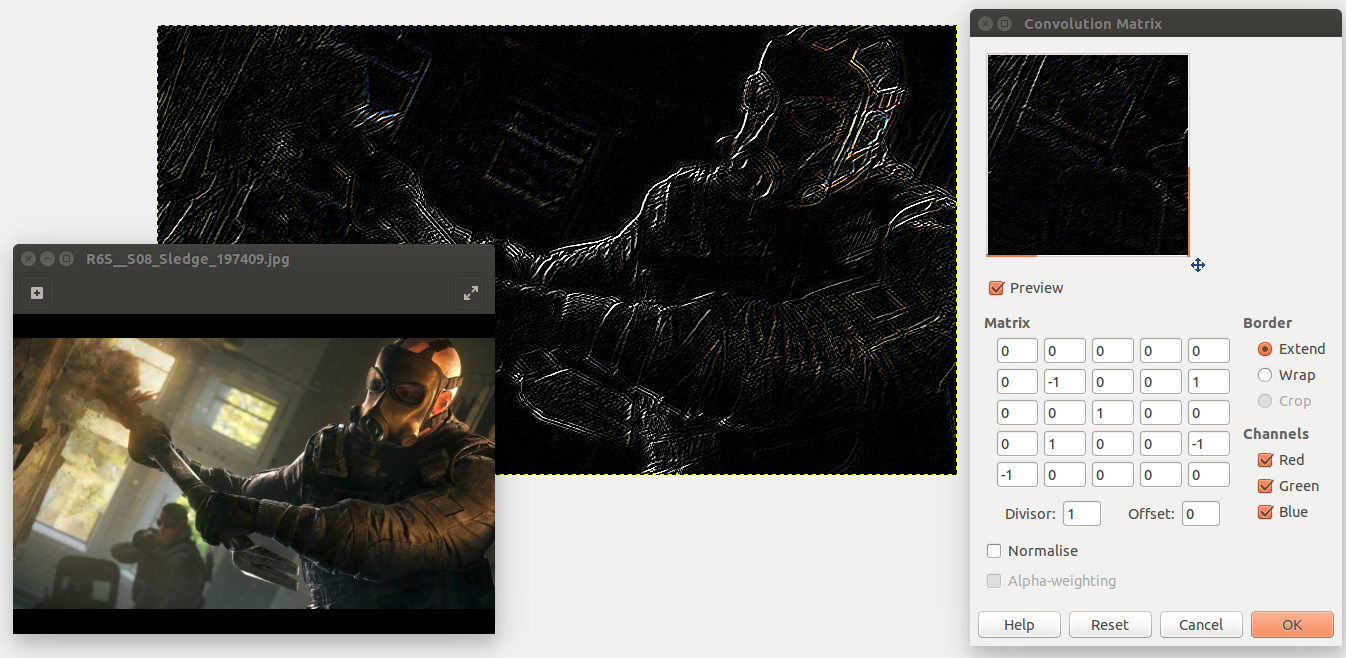 Convolution Matrix
R6S__S08_Sledge_197409.jpg
Preview
Matrix
0 0 0 0 0
0 -1 0 0 1
0 0 1 0 0
0 1 0 0 -1
-1 0 0 0 0
Divisor: 1 Offset: 0
Border
Extend
Wrap
Crop
Channels
Red
Green
Blue
Normalise
Alpha-weighting
Help Reset Cancel OK